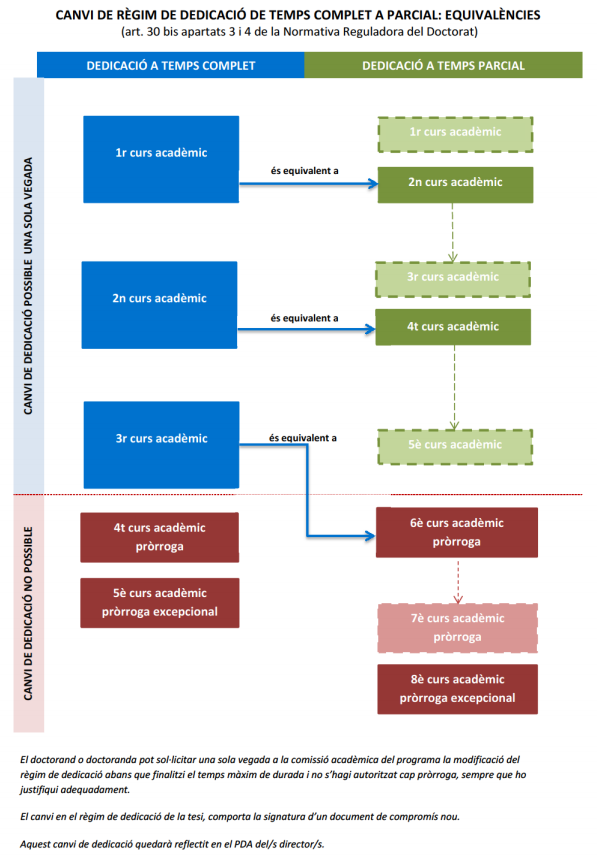 CANVI DE RÈGIM DE DEDICACIÓ DE TEMPS COMPLET A PARCIAL: EQUIVALÈNCIES
(art. 30 bis apartats 3 i 4 de la Normativa Reguladora del Doctorat)
DEDICACIÓ A TEMPS COMPLET
DEDICACIÓ A TEMPS PARCIAL
CANVI DE DEDICACIÓ POSSIBLE UNA SOLA VEGADA
1r curs acadèmic
és equivalent a
1r curs acadèmic
2n curs acadèmic
2n curs acadèmic
és equivalent a
3r curs acadèmic
4t curs acadèmic
3r curs acadèmic
és equivalent a
5è curs acadèmic
CANVI DE DEDICACIÓ NO POSSIBLE
4t curs acadèmic
pròrroga
5è curs acadèmic
pròrroga excepcional
6è curs acadèmic
pròrroga
7è curs acadèmic
pròrroga
8è curs acadèmic
pròrroga excepcional
El doctorand o doctoranda pot sol·licitar una sola vegada a la comissió acadèmica del programa la modificació del
règim de dedicació abans que finalitzi el temps màxim de durada i no s'hagi autoritzat cap pròrroga, sempre que ho
justifiqui adequadament.
El canvi en el règim de dedicació de la tesi, comporta la signatura d'un document de compromís nou.
Aquest canvi de dedicació quedarà reflectit en el PDA del/s director/s.